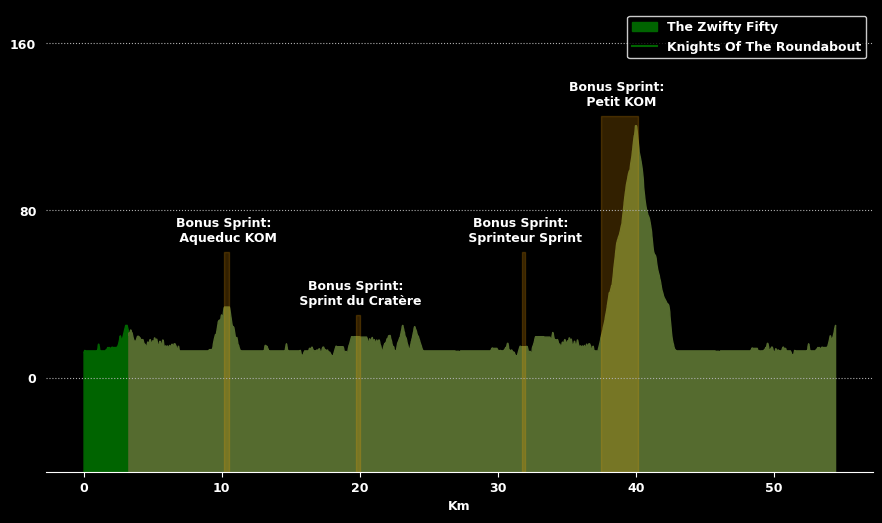 The Zwifty Fifty
Knights Of The Roundabout
160
Bonus Sprint:
Petit KOM
80
Bonus Sprint:
Aqueduc KOM
Bonus Sprint:
Sprinteur Sprint
Bonus Sprint:
Sprint du Cratère
0
0 10 20 30 40 50
Km